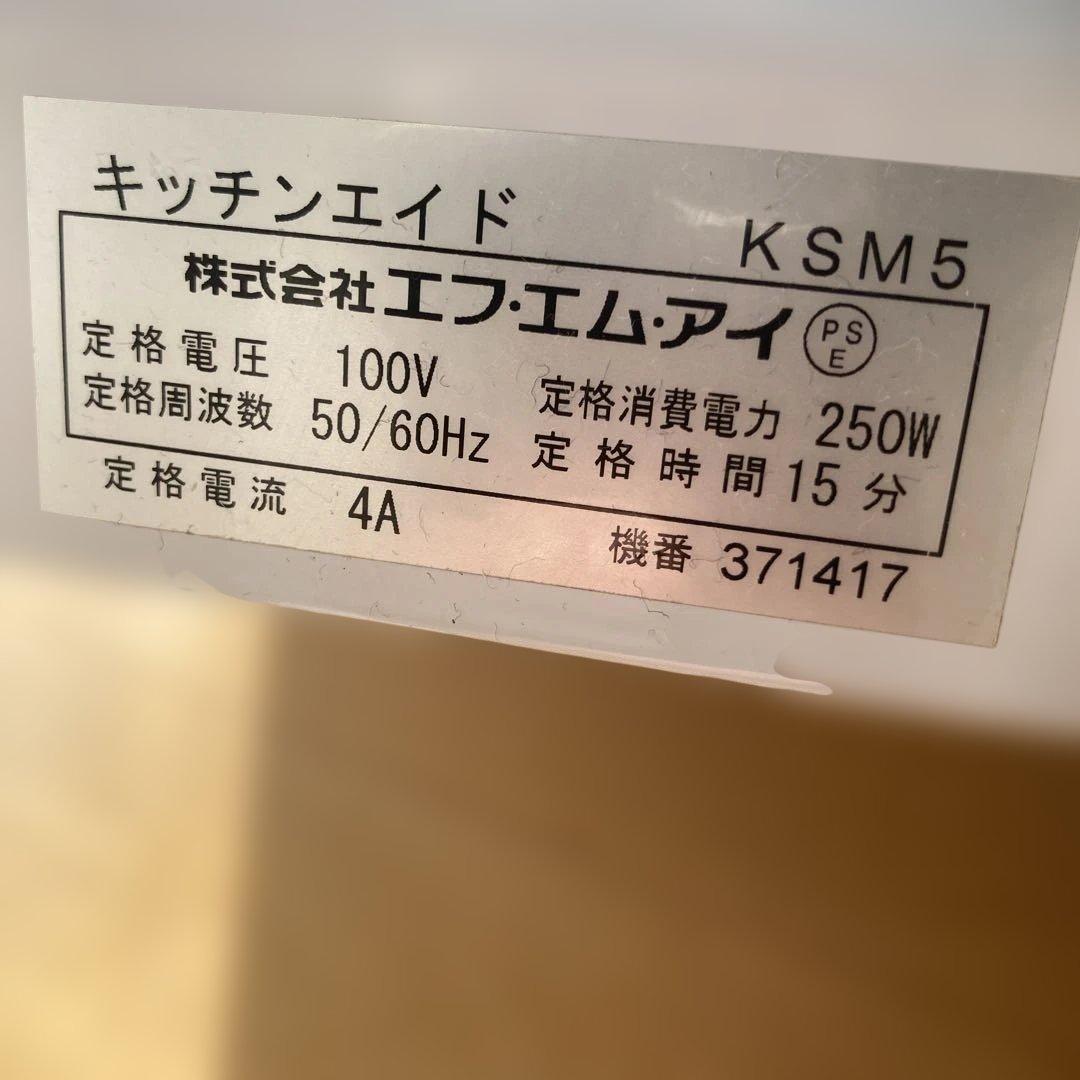 キッチンエイド KSM5
株式会社エフ・エム・アイ PSE
定格電圧 100V 定格消費電力 250W
定格周波数 50/60Hz 定格時間 15分
定格電流 4A 機番 371417